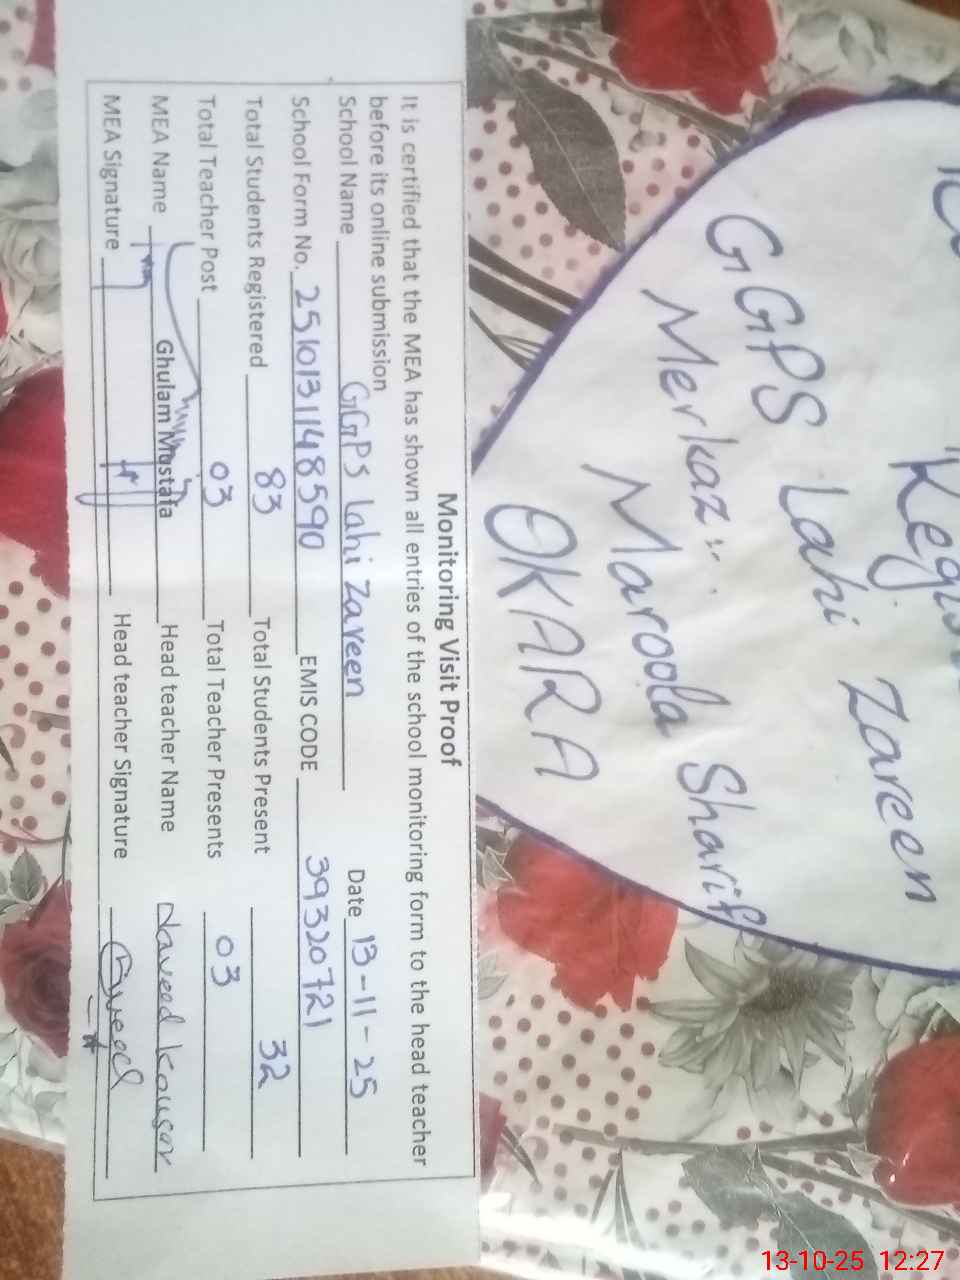 Regis
GGPS Lahi Zareen
Merkaz:. Maroola Sharif
OKARA
Monitoring Visit Proof
It is certified that the MEA has shown all entries of the school monitoring form to the head teacher
before its online submission
School Name GGPS Lahi Zareen Date 13-11-25
School Form No. 2510131148590 EMIS CODE 39320721
Total Students Registered 83 Total Students Present 32
Total Teacher Post 03 Total Teacher Presents 03
MEA Name Ghulam Mustafa Head teacher Name Naveed Kousar
MEA Signature Head teacher Signature
13-10-25 12:27